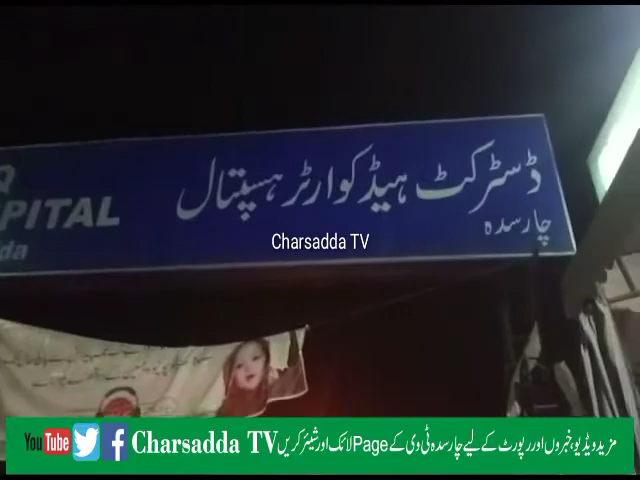 Q
PITAL
da
ڈسٹرکٹ ہیڈ کوارٹر ہسپتال
چارسدہ
Charsadda TV
YouTube Charsadda TV مزید ویڈیو، خبروں اور رپورٹ کے لیے چارسدہ ٹی وی کے Page لائک اور شیئر کریں